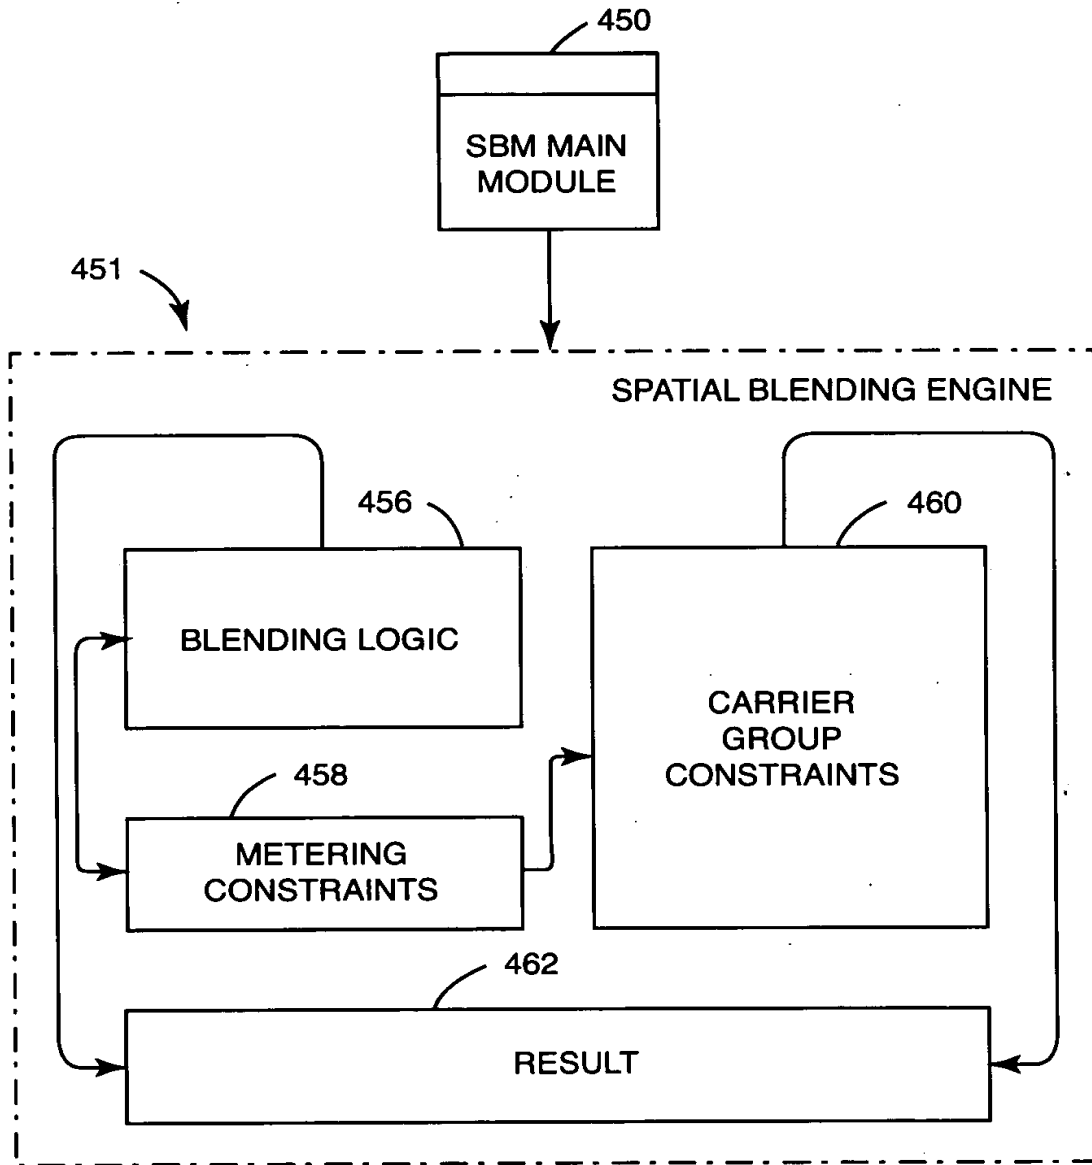 450
SBM MAIN
MODULE
451
SPATIAL BLENDING ENGINE
456
460
BLENDING LOGIC
CARRIER
GROUP
CONSTRAINTS
458
METERING
CONSTRAINTS
462
RESULT